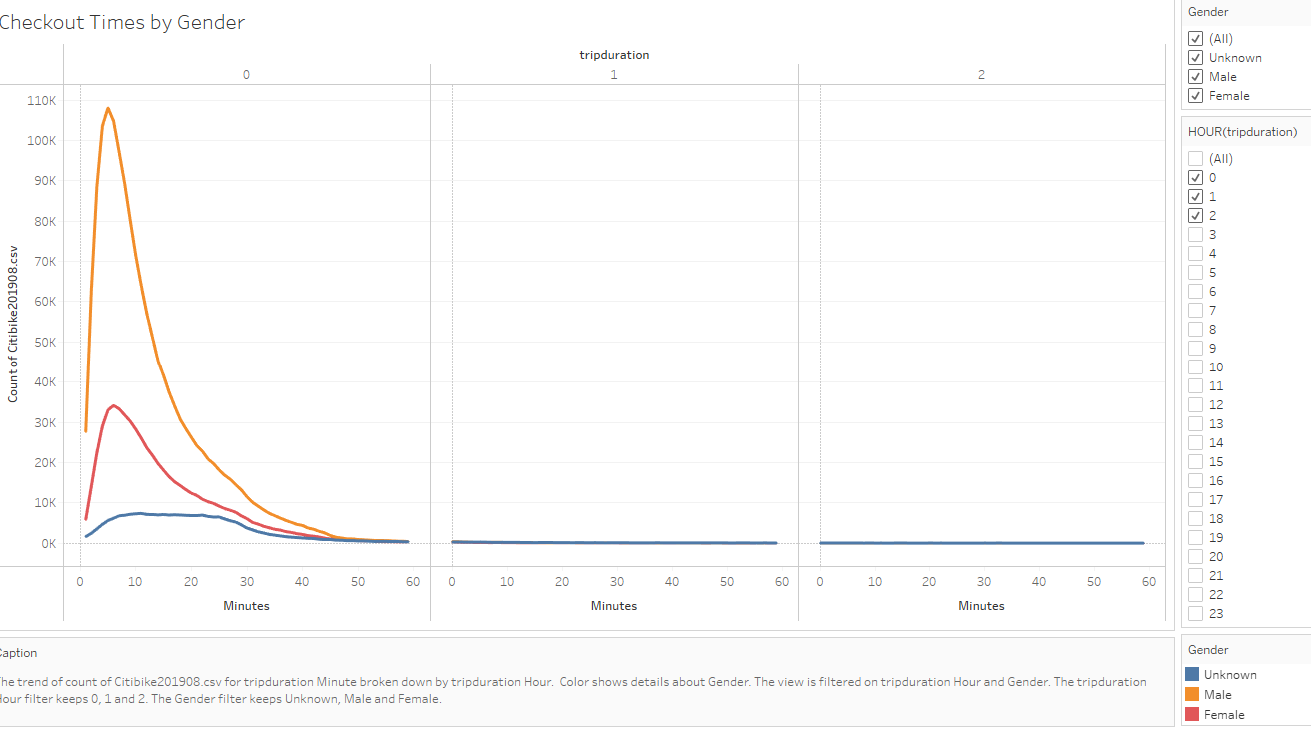 Checkout Times by Gender
tripduration
0 1 2
110K
100K
90K
80K
70K
60K
50K
40K
30K
20K
10K
0K
Count of Citibike201908.csv
0 10 20 30 40 50 60 0 10 20 30 40 50 60 0 10 20 30 40 50 60
Minutes Minutes Minutes
Caption
The trend of count of Citibike201908.csv for tripduration Minute broken down by tripduration Hour. Color shows details about Gender. The view is filtered on tripduration Hour and Gender. The tripduration
Hour filter keeps 0, 1 and 2. The Gender filter keeps Unknown, Male and Female.
Gender
(All)
Unknown
Male
Female
HOUR(tripduration)
(All)
0
1
2
3
4
5
6
7
8
9
10
11
12
13
14
15
16
17
18
19
20
21
22
23
Gender
Unknown
Male
Female